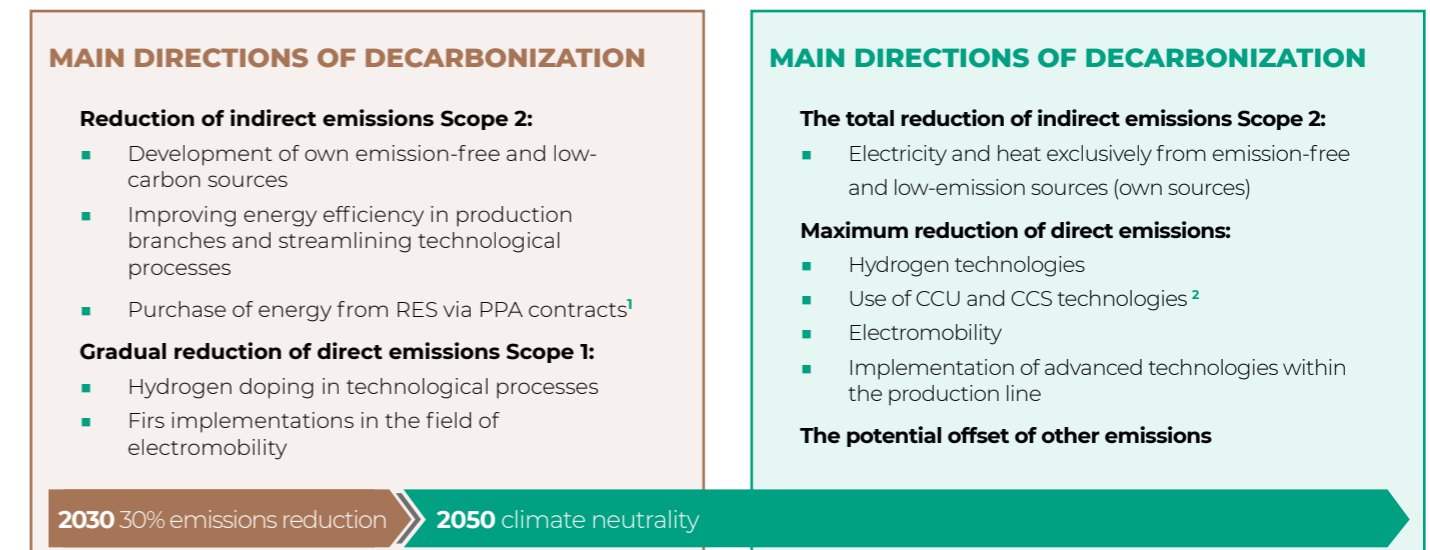 MAIN DIRECTIONS OF DECARBONIZATION
Reduction of indirect emissions Scope 2:
Development of own emission-free and low-
carbon sources
Improving energy efficiency in production
branches and streamlining technological
processes
Purchase of energy from RES via PPA contracts¹
Gradual reduction of direct emissions Scope 1:
Hydrogen doping in technological processes
Firs implementations in the field of
electromobility
MAIN DIRECTIONS OF DECARBONIZATION
The total reduction of indirect emissions Scope 2:
Electricity and heat exclusively from emission-free
and low-emission sources (own sources)
Maximum reduction of direct emissions:
Hydrogen technologies
Use of CCU and CCS technologies ²
Electromobility
Implementation of advanced technologies within
the production line
The potential offset of other emissions
2030 30% emissions reduction
2050 climate neutrality